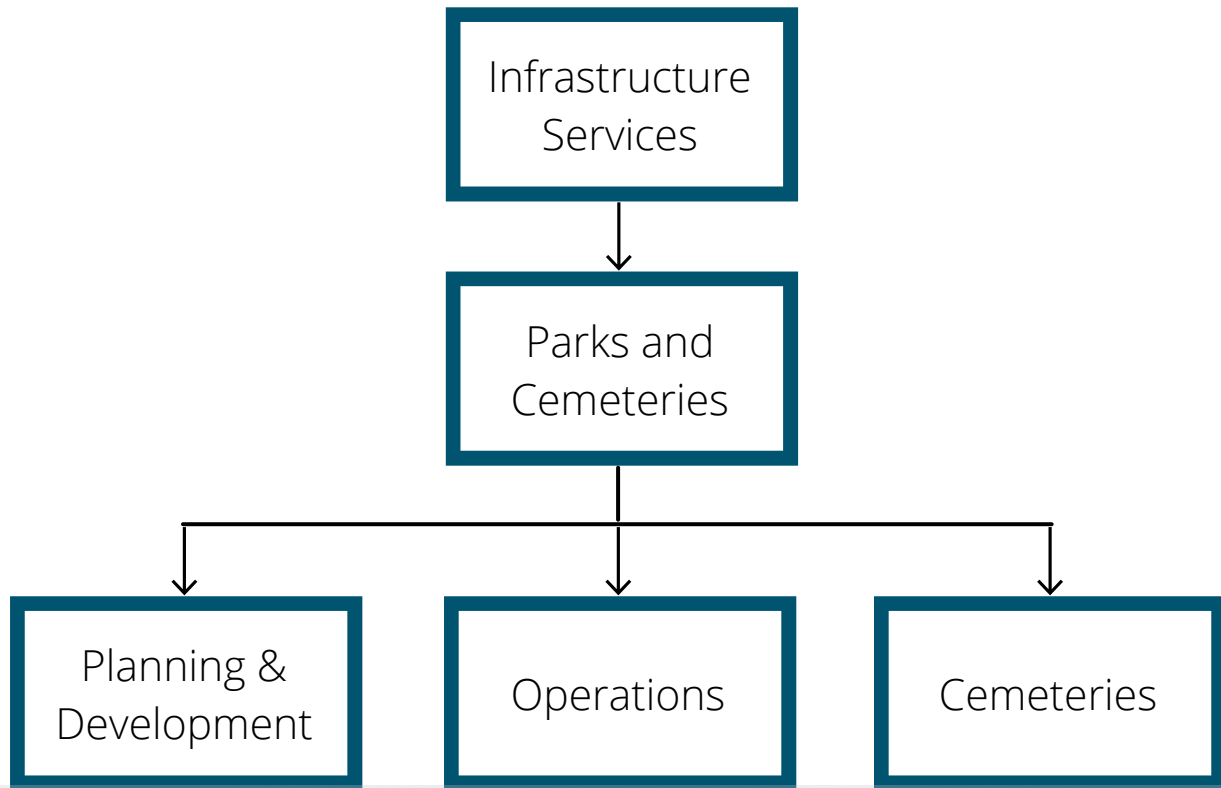 Infrastructure
Services
Parks and
Cemeteries
Planning &
Development
Operations
Cemeteries